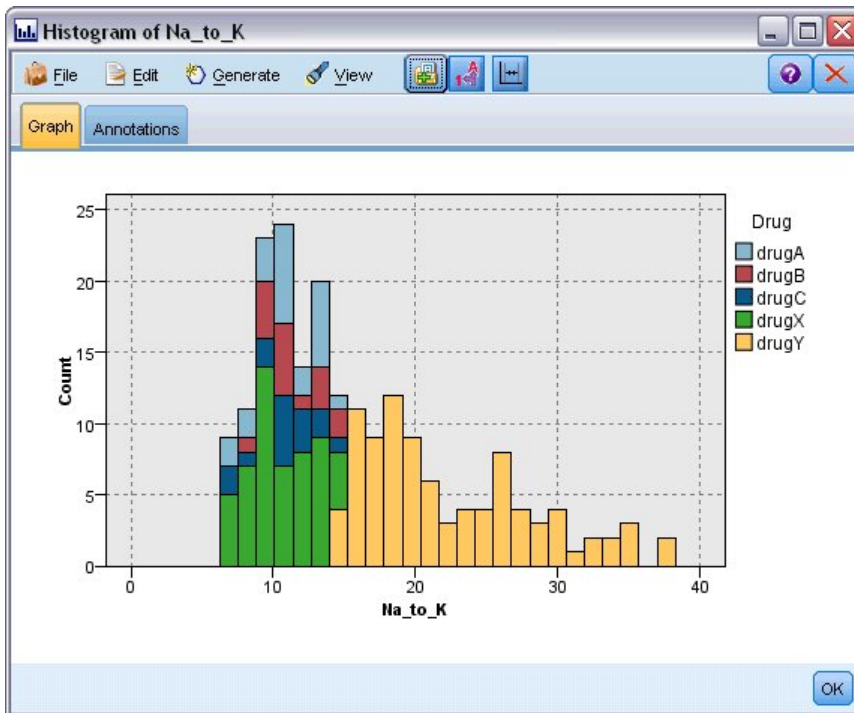 Histogram of Na_to_K
File Edit Generate View
Graph Annotations
25
20
15
10
5
0
Count
0 10 20 30 40
Na_to_K
Drug
drugA
drugB
drugC
drugX
drugY
OK